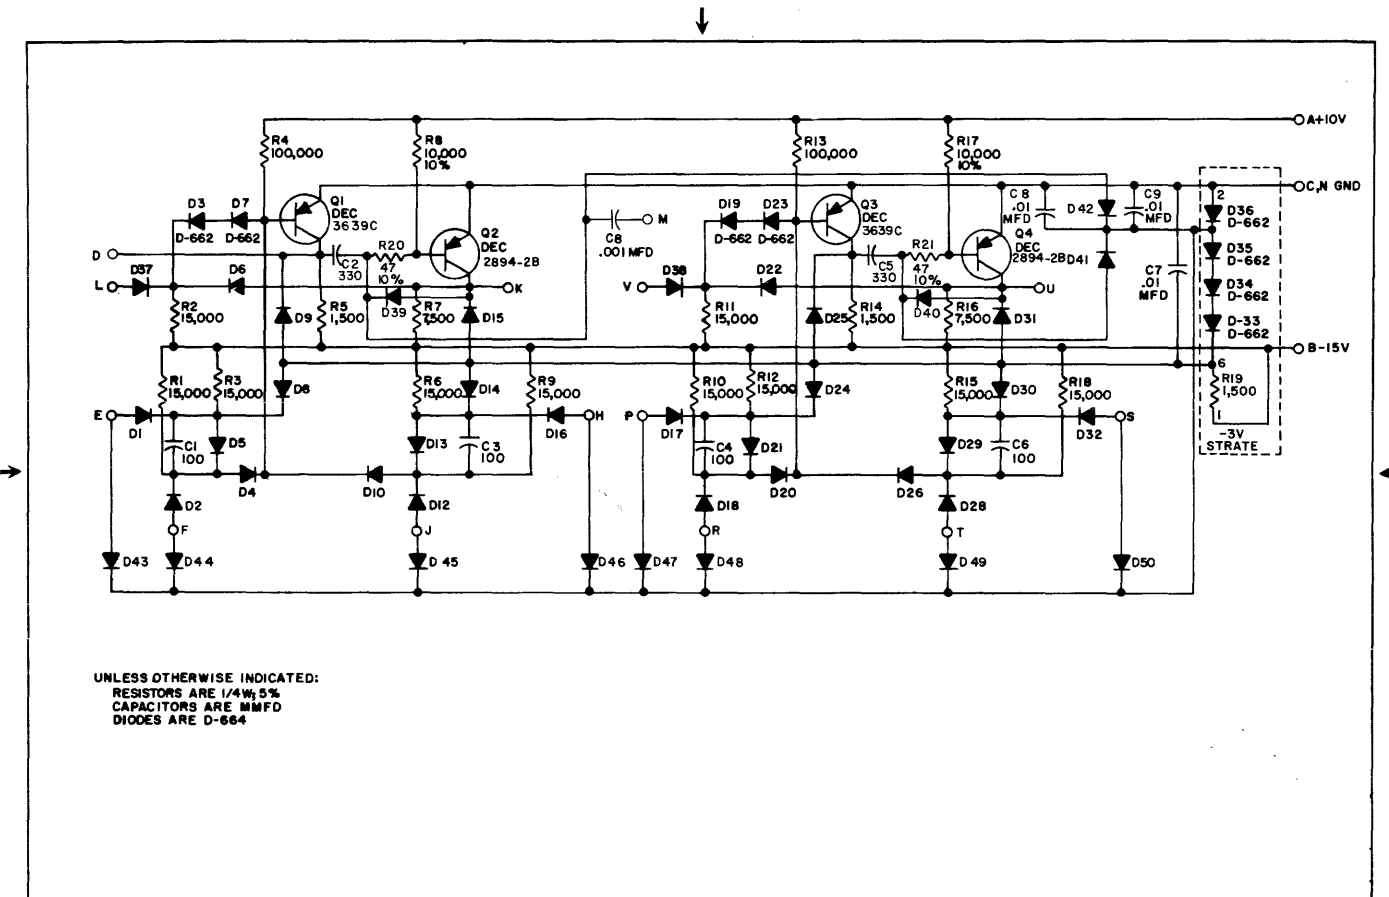 A+10V
R4
100,000
R8
10,000
10%
R13
100,000
R17
10,000
10%
C,N GND
D3
D7
D-662
D-662
Q1
DEC
3639C
Q2
DEC
2894-2B
C8
.001MFD
M
D19
D23
D-662
D-662
Q3
DEC
3639C
Q4
DEC
2894-2B
C 8
.01
MFD
D42
C9
.01
MFD
2
D36
D-662
D35
D-662
D34
D-662
D-33
D-662
D
L
D37
D6
C2
330
R20
47
10%
D39
K
V
D38
D22
C5
330
R21
47
10%
D40
U
D41
C7
.01
MFD
R2
15,000
D9
R5
1,500
R7
7,500
D15
R11
15,000
D25
R14
1,500
R16
7,500
D31
B-15V
6
R19
1,500
1
-3V
STRATE
R1
15,000
R3
15,000
D8
R6
15,000
D14
R9
15,000
R10
15,000
R12
15,000
D24
R15
15,000
D30
R18
15,000
E
D1
D16
H
P
D17
D32
S
C1
100
D5
D13
C3
100
C4
100
D21
D29
C6
100
D4
D10
D20
D26
D2
D12
D18
D28
F
J
R
T
D43
D44
D 45
D46
D47
D48
D 49
D50
UNLESS OTHERWISE INDICATED:
RESISTORS ARE 1/4W; 5%
CAPACITORS ARE MMFD
DIODES ARE D-664